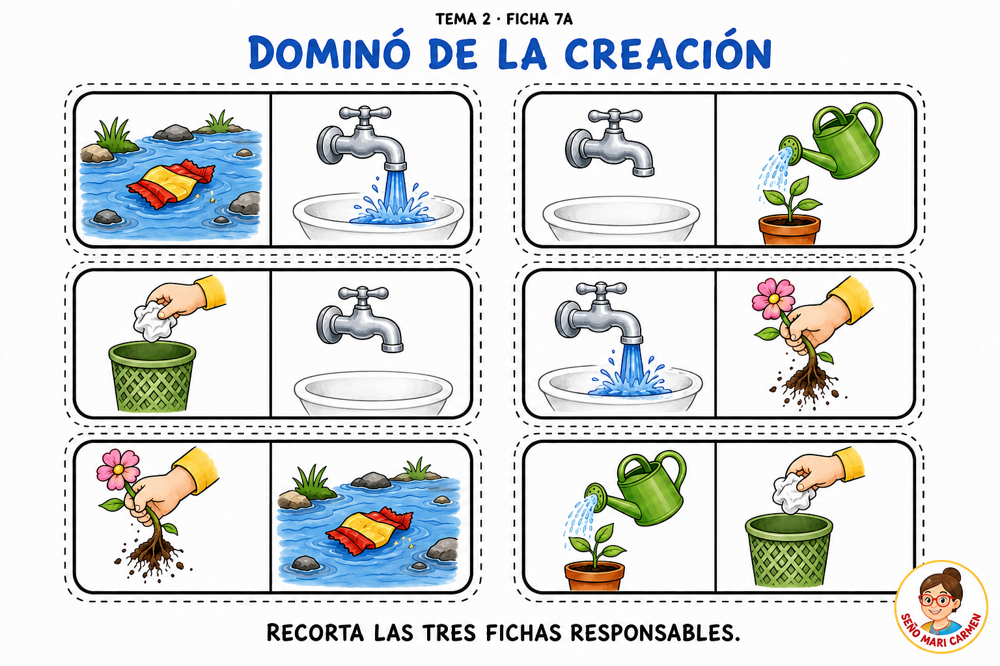 TEMA 2 · FICHA 7A
DOMINÓ DE LA CREACIÓN
RECORTA LAS TRES FICHAS RESPONSABLES.
SEÑO MARI CARMEN